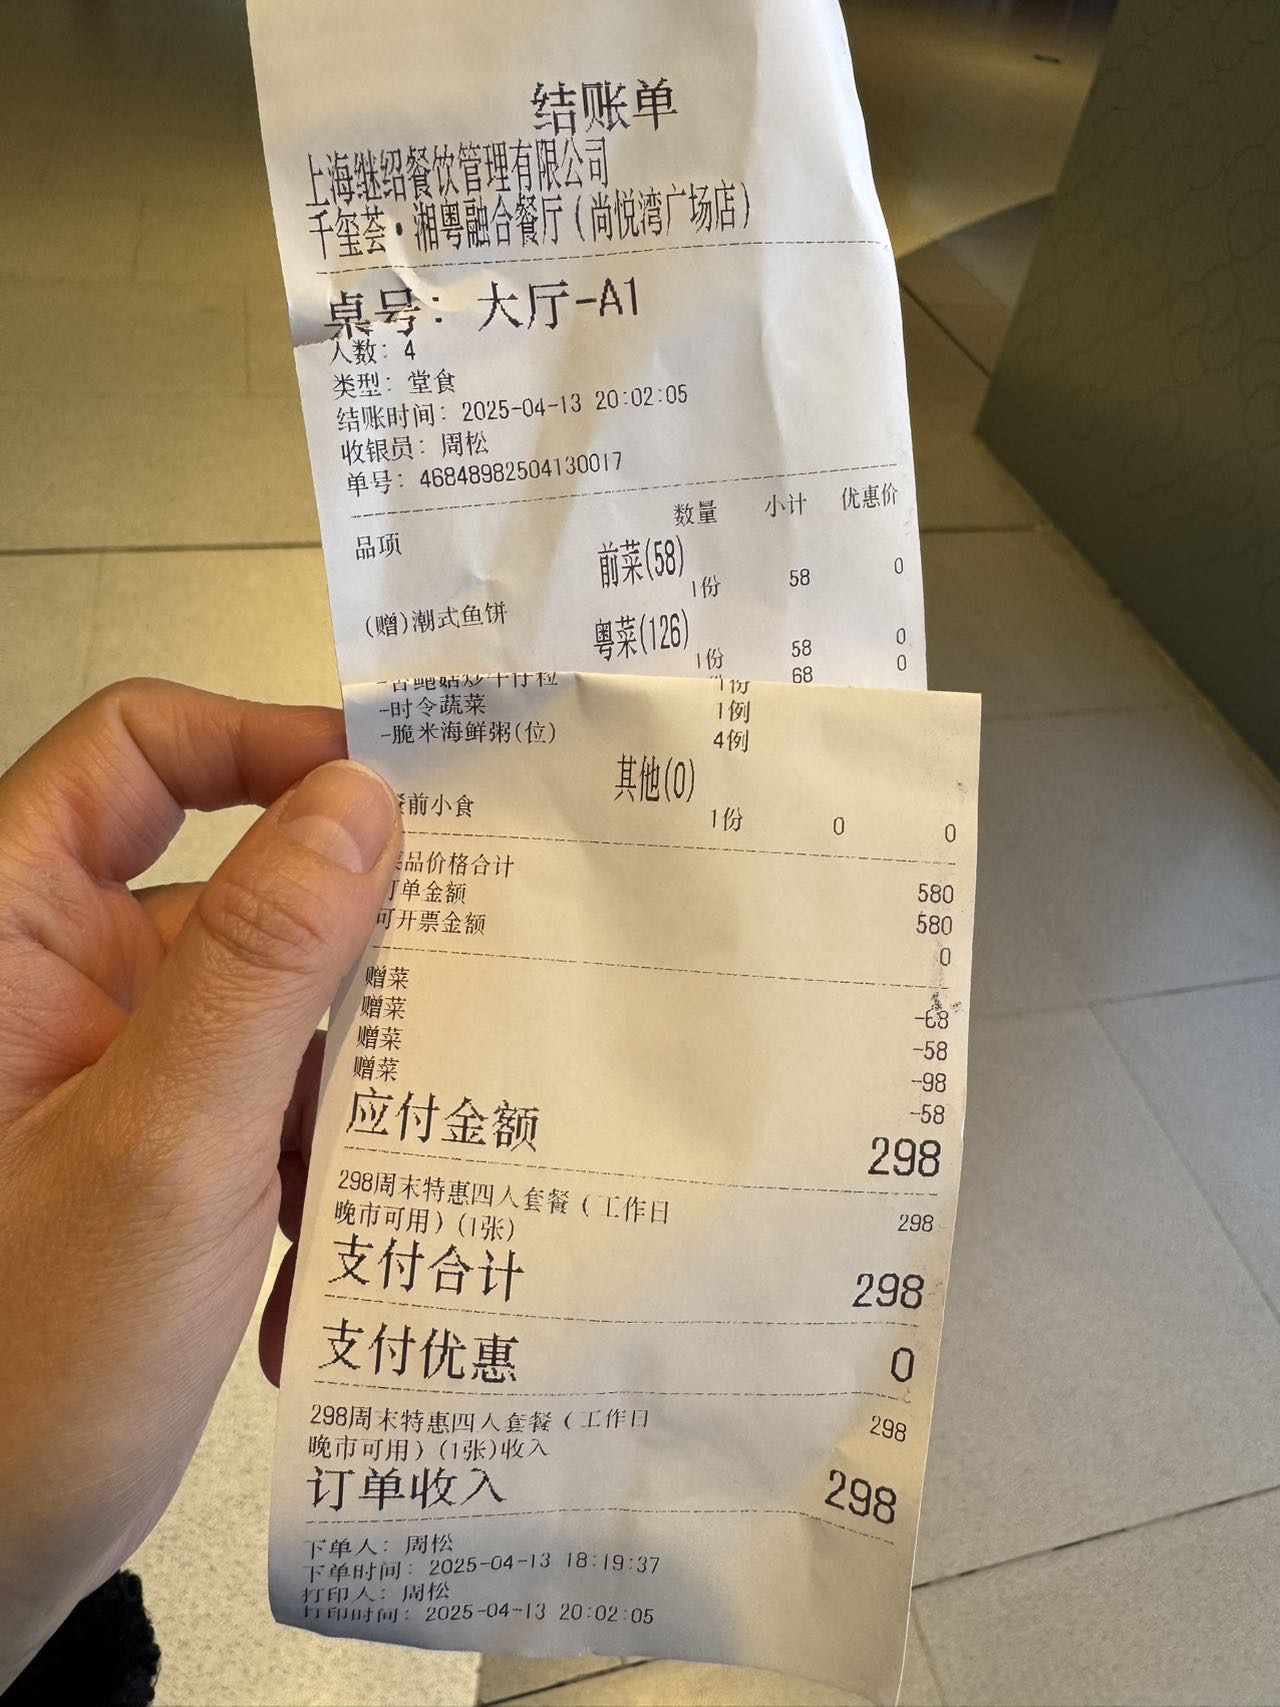 结账单
上海继绍餐饮管理有限公司
千玺荟·湘粤融合餐厅（尚悦湾广场店）
桌号：大厅-A1
人数：4
类型：堂食
结账时间：2025-04-13 20:02:05
收银员：周松
单号：46848982504130017
品项 数量 小计 优惠价
前菜(58)
(赠)潮式鱼饼 1份 58 0
粤菜(126)
1份 58 0
1份 68 0
-香 菇炒牛仔粒 1份
-时令蔬菜 1例
-脆米海鲜粥(位) 4例
其他(0)
前小食 1份 0 0
品价格合计 580
订单金额 580
可开票金额 0
赠菜 -68
赠菜 -58
赠菜 -98
赠菜 -58
应付金额 298
298周末特惠四人套餐（工作日
晚市可用）(1张) 298
支付合计 298
支付优惠 0
298周末特惠四人套餐（工作日
晚市可用）(1张)收入 298
订单收入 298
下单人：周松
下单时间：2025-04-13 18:19:37
打印人：周松
打印时间：2025-04-13 20:02:05